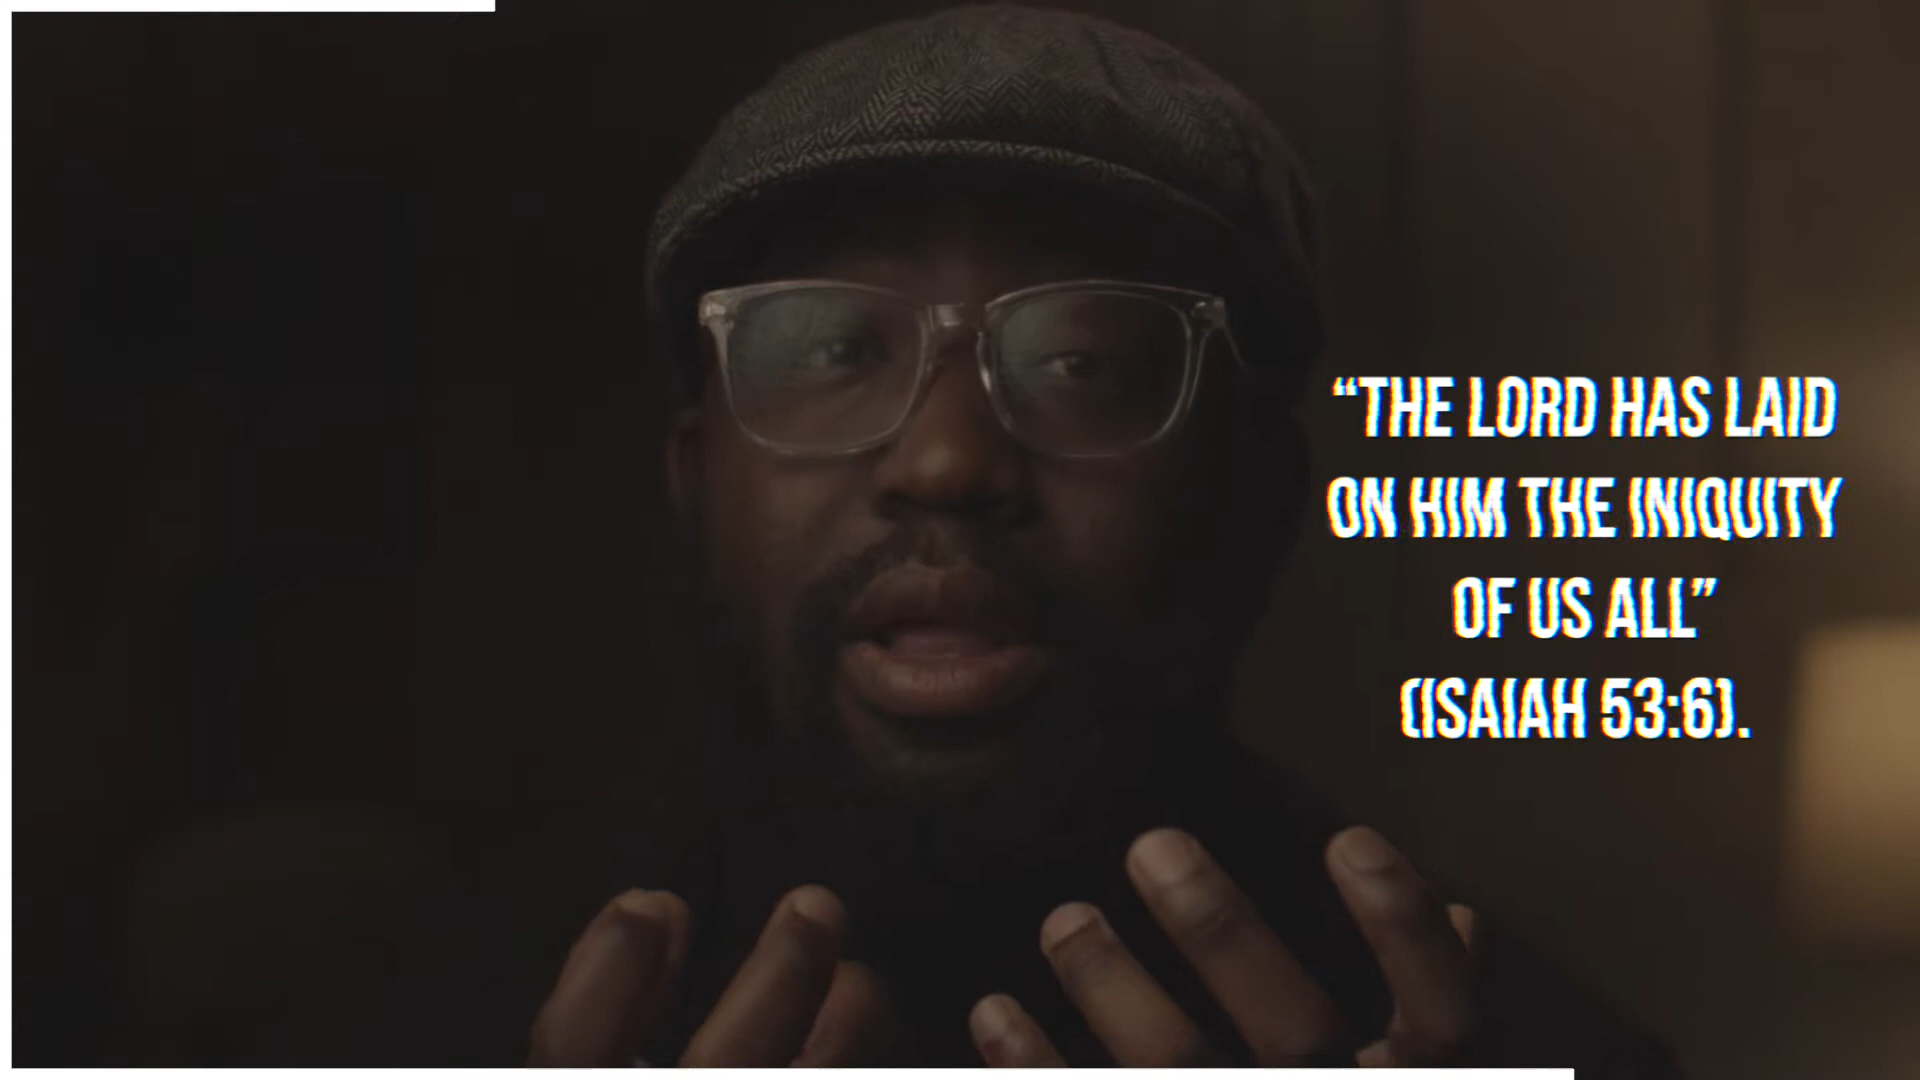 “THE LORD HAS LAID
ON HIM THE INIQUITY
OF US ALL”
(ISAIAH 53:6).